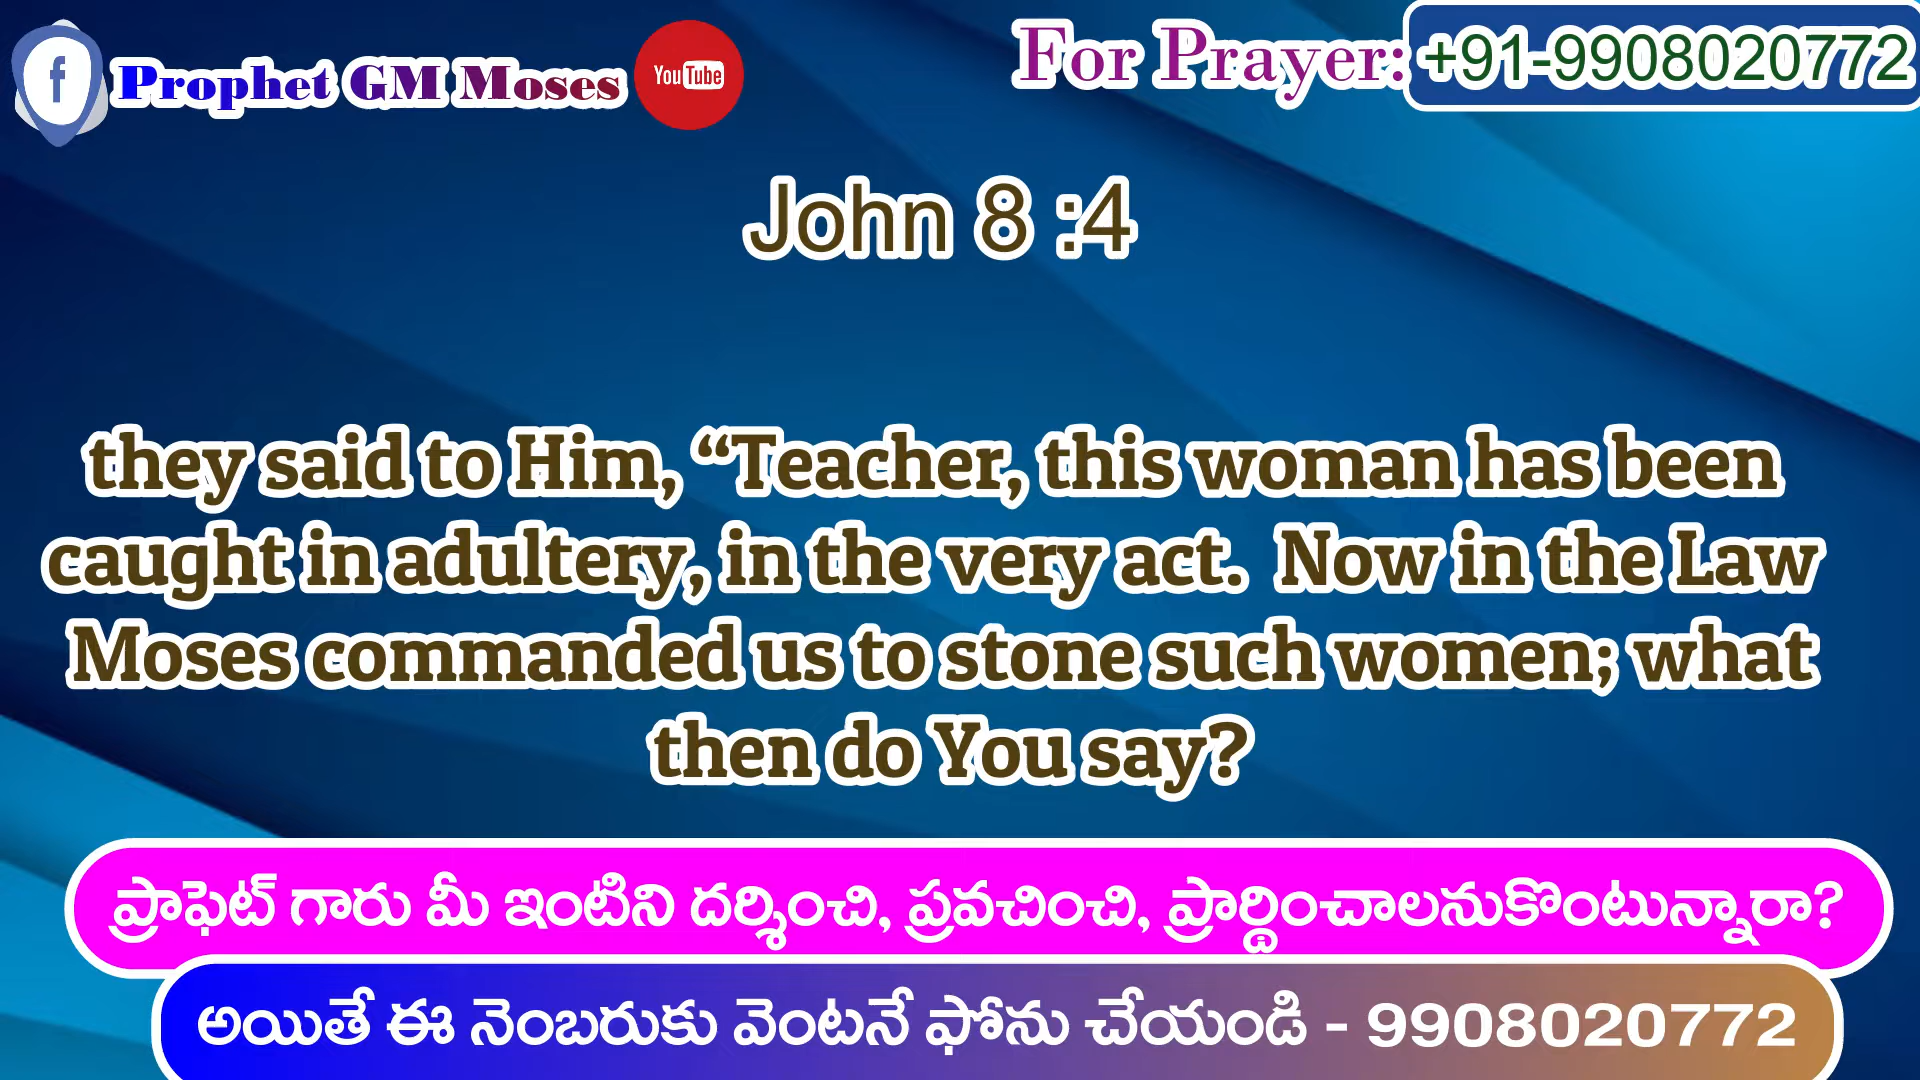 f Prophet GM Moses YouTube
For Prayer: +91-9908020772
John 8 :4
they said to Him, “Teacher, this woman has been
caught in adultery, in the very act. Now in the Law
Moses commanded us to stone such women; what
then do You say?
ప్రాఫెట్ గారు మీ ఇంటిని దర్శించి, ప్రవచించి, ప్రార్థించాలనుకొంటున్నారా?
అయితే ఈ నెంబరుకు వెంటనే ఫోను చేయండి - 9908020772